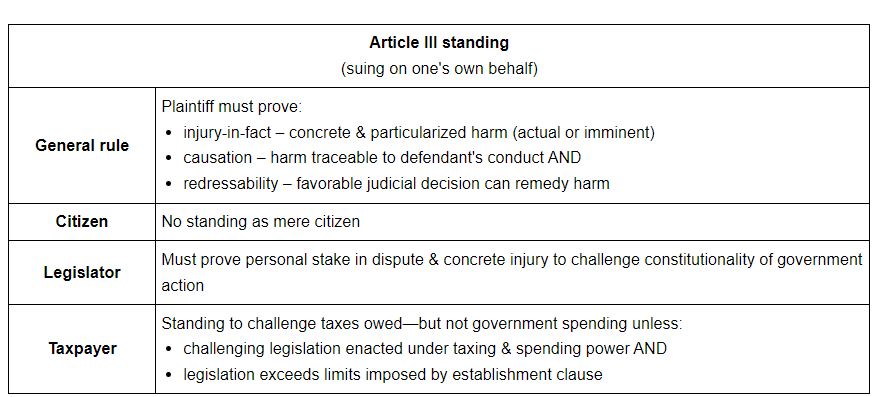 Article III standing
(suing on one's own behalf)
General rule
Plaintiff must prove:
• injury-in-fact – concrete & particularized harm (actual or imminent)
• causation – harm traceable to defendant's conduct AND
• redressability – favorable judicial decision can remedy harm
Citizen
No standing as mere citizen
Legislator
Must prove personal stake in dispute & concrete injury to challenge constitutionality of government
action
Taxpayer
Standing to challenge taxes owed—but not government spending unless:
• challenging legislation enacted under taxing & spending power AND
• legislation exceeds limits imposed by establishment clause